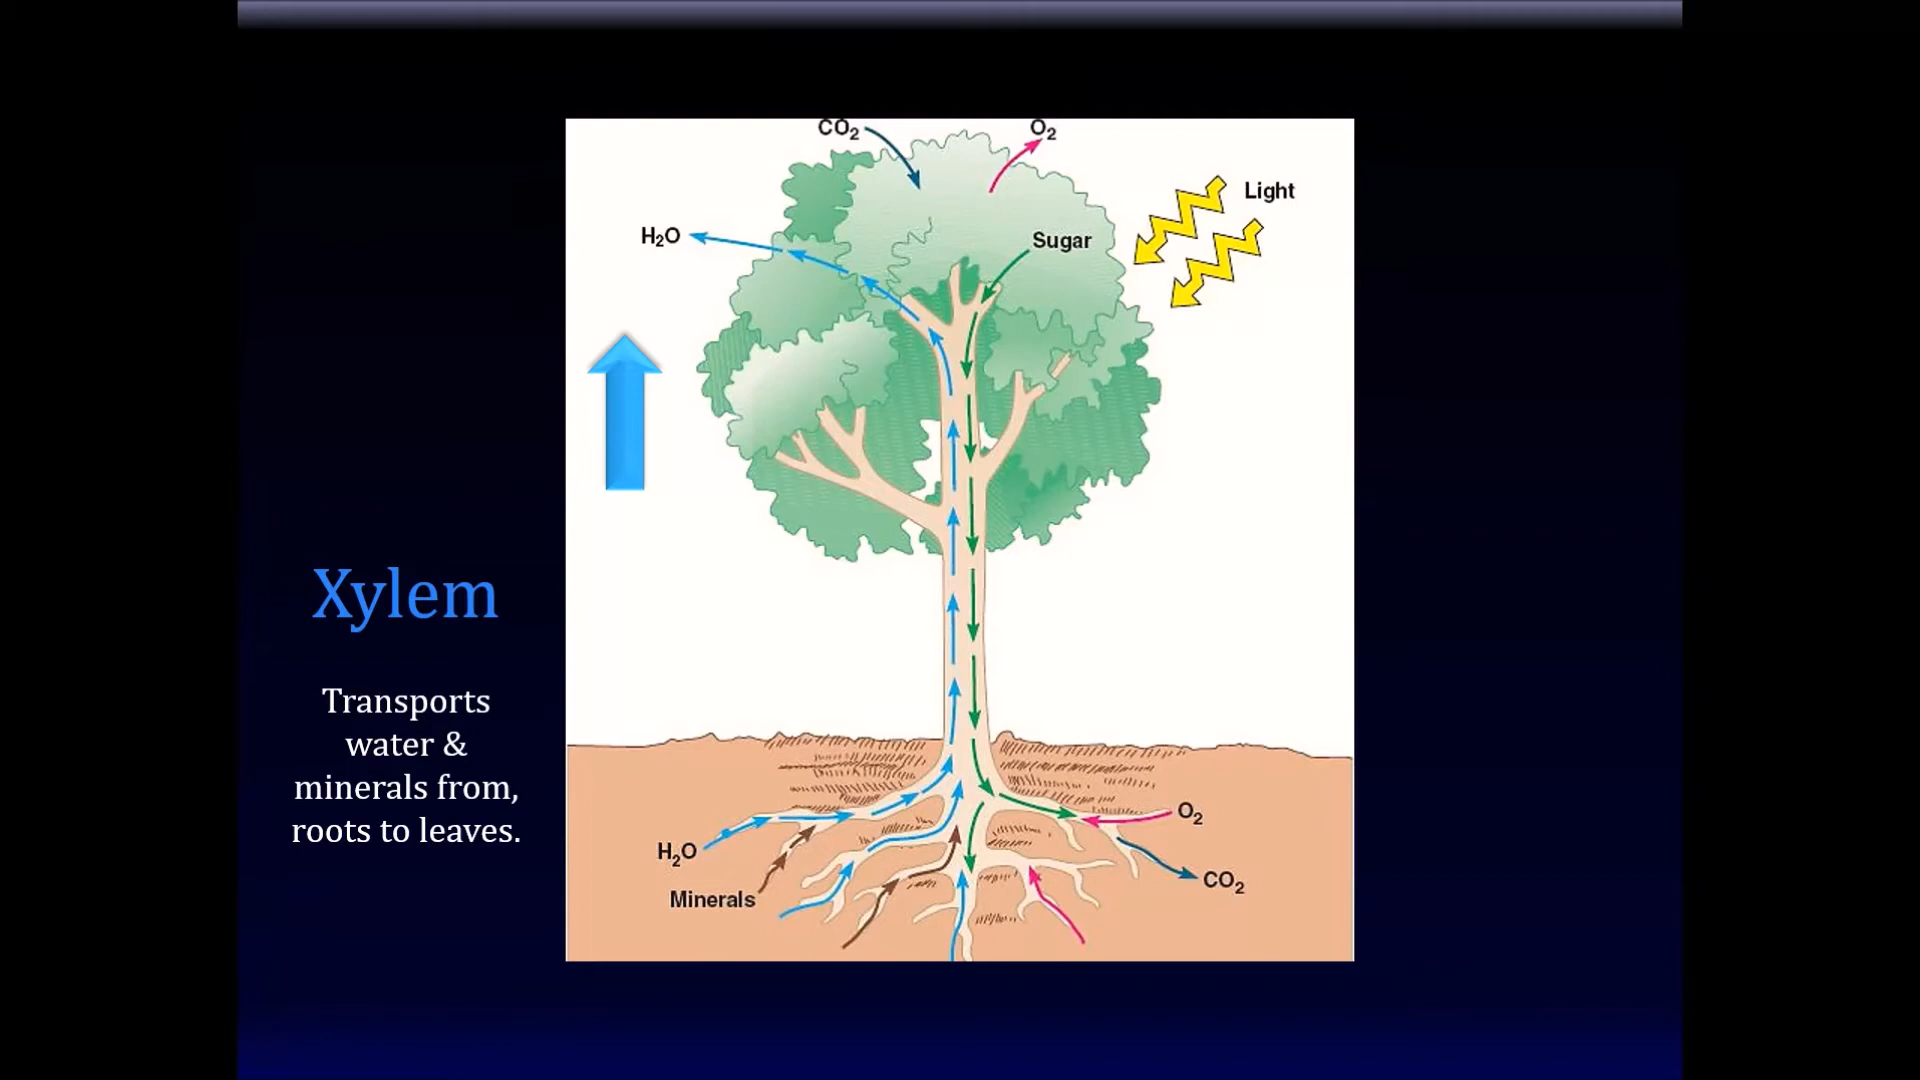 CO₂
O₂
Light
H₂O
Sugar
Xylem
Transports
water &
minerals from,
roots to leaves.
O₂
H₂O
CO₂
Minerals